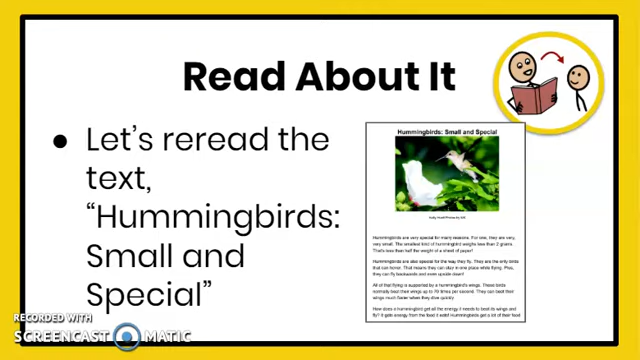 Read About It
● Let's reread the
text,
“Hummingbirds:
Small and
Special”
Hummingbirds: Small and Special
Hummingbirds are very special for many reasons. For one, they are very,
very small. The smallest kind of hummingbird weighs less than 2 grams.
That's less than half the weight of a sheet of paper!
Hummingbirds are also special for the way they fly. They are the only birds
that can hover. That means they can stay in one place while flying. Plus,
they can fly backwards and even upside down!
All of that flying is supported by a hummingbird's wings. These birds
normally beat their wings up to 70 times per second. They can beat their
wings much faster when they dive quickly.
How does a hummingbird get all the energy it needs to beat its wings and
fly? It gets energy from the food it eats! Hummingbirds eat a lot of their food
RECORDED WITH
SCREENCAST MATIC